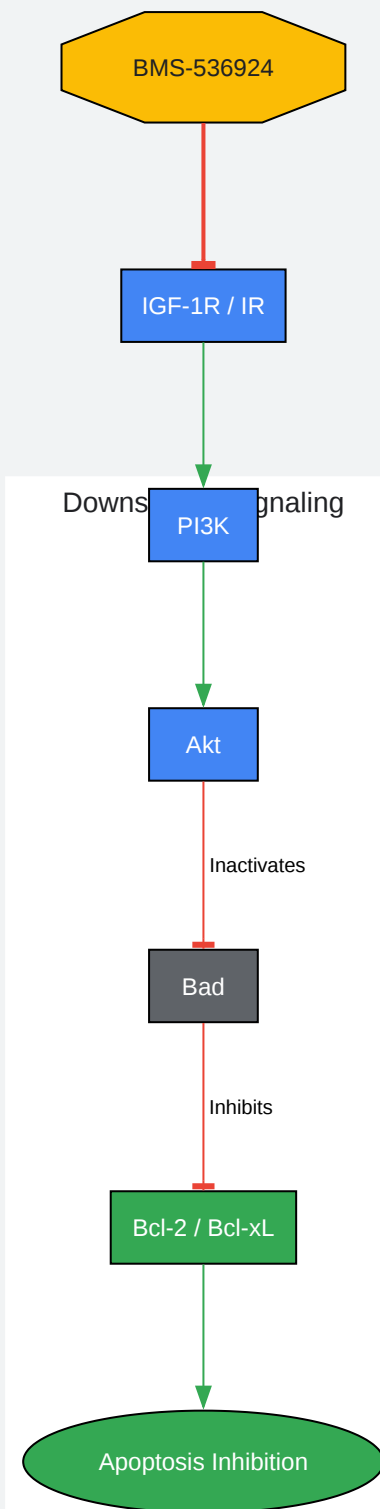 BMS-536924
IGF-1R / IR
Downs gnaling
PI3K
Akt
Inactivates
Bad
Inhibits
Bcl-2 / Bcl-xL
Apoptosis Inhibition